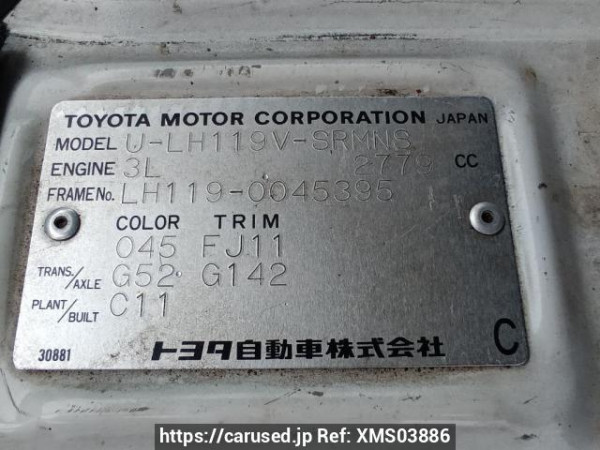 TOYOTA MOTOR CORPORATION JAPAN
MODEL U-LH119V-SRMNS
ENGINE 3L 2779 CC
FRAME No. LH119-0045395
COLOR TRIM
045 FJ11
TRANS./AXLE G52 G142
PLANT/BUILT C11
30881 トヨタ自動車株式会社 C
https://carused.jp Ref: XMS03886